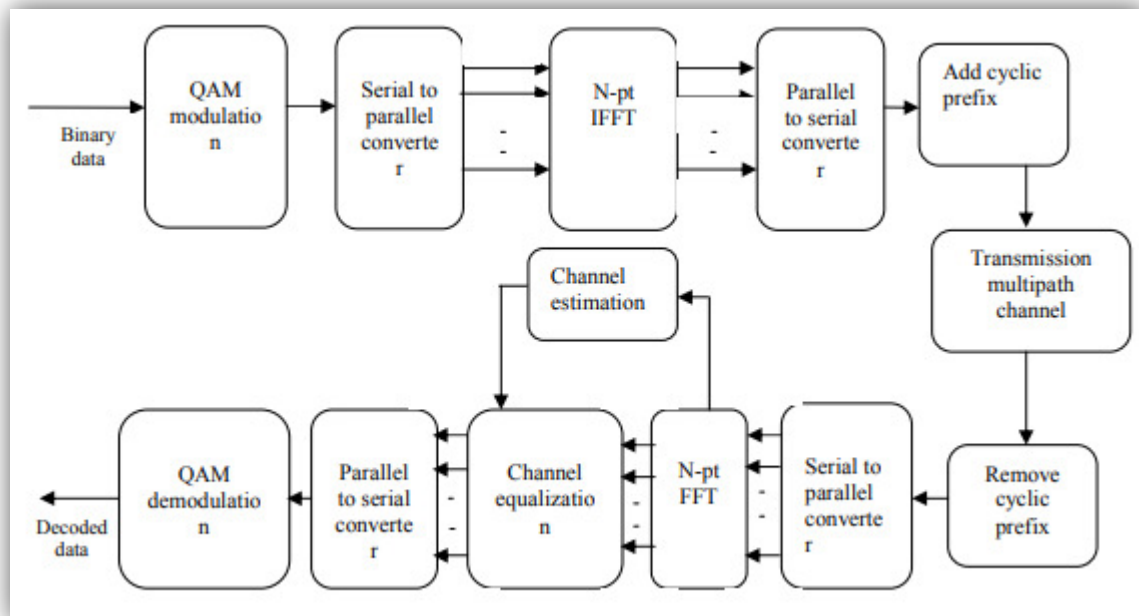 Binary
data
QAM
modulatio
n
Serial to
parallel
converte
r
-
-
N-pt
IFFT
-
-
Parallel
to serial
converte
r
Add cyclic
prefix
Transmission
multipath
channel
Channel
estimation
Remove
cyclic
prefix
Serial to
parallel
converte
r
-
-
N-pt
FFT
-
-
Channel
equalizatio
n
-
-
Parallel
to serial
converte
r
QAM
demodulatio
n
Decoded
data